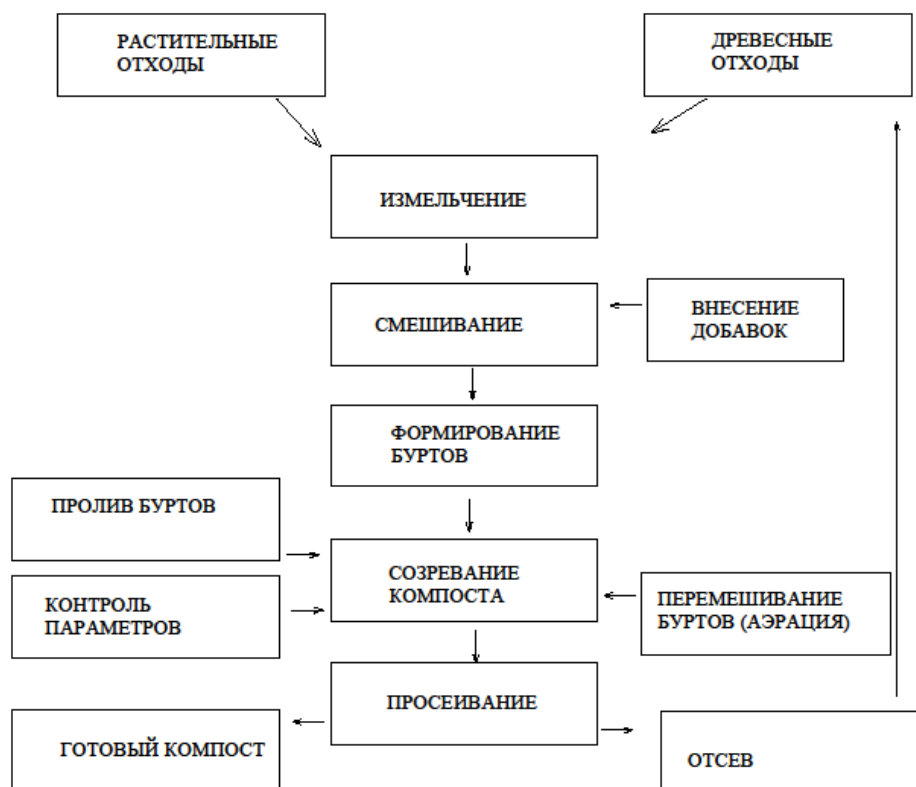 РАСТИТЕЛЬНЫЕ
ОТХОДЫ
ДРЕВЕСНЫЕ
ОТХОДЫ
ИЗМЕЛЬЧЕНИЕ
СМЕШИВАНИЕ
ВНЕСЕНИЕ
ДОБАВОК
ФОРМИРОВАНИЕ
БУРТОВ
ПРОЛИВ БУРТОВ
СОЗРЕВАНИЕ
КОМПОСТА
КОНТРОЛЬ
ПАРАМЕТРОВ
ПЕРЕМЕШИВАНИЕ
БУРТОВ (АЭРАЦИЯ)
ПРОСЕИВАНИЕ
ГОТОВЫЙ КОМПОСТ
ОТСЕВ